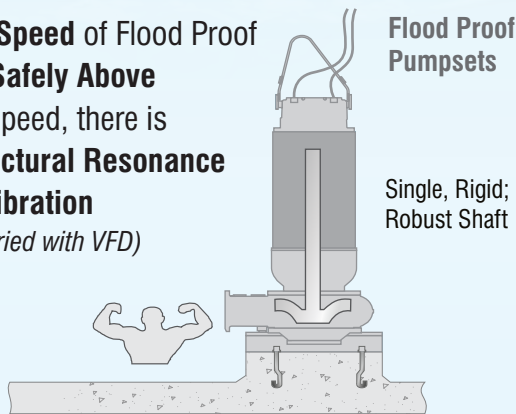 Speed of Flood Proof
Safely Above
peed, there is
ctural Resonance
ibration
ried with VFD)
Flood Proof
Pumpsets
Single, Rigid;
Robust Shaft